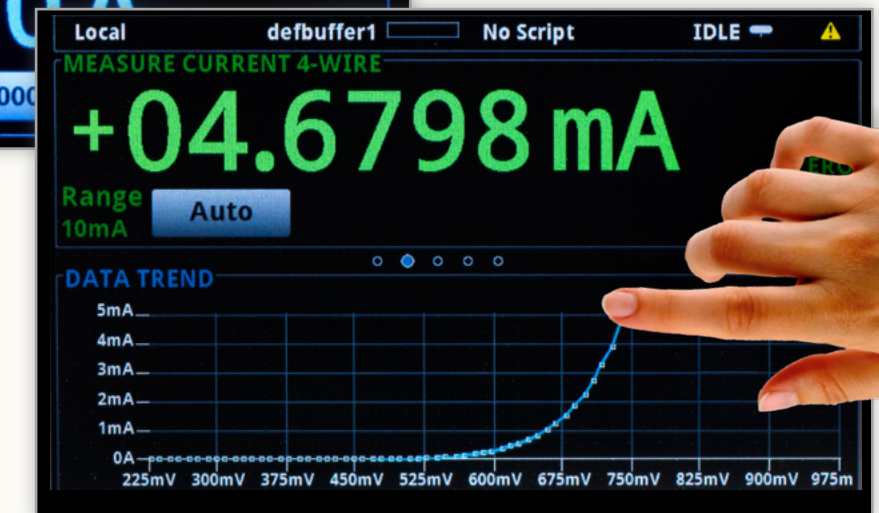 Local defbuffer1 No Script IDLE
MEASURE CURRENT 4-WIRE
+04.6798 mA
Range
10mA
Auto
DATA TREND
5mA
4mA
3mA
2mA
1mA
0A
225mV 300mV 375mV 450mV 525mV 600mV 675mV 750mV 825mV 900mV 975m